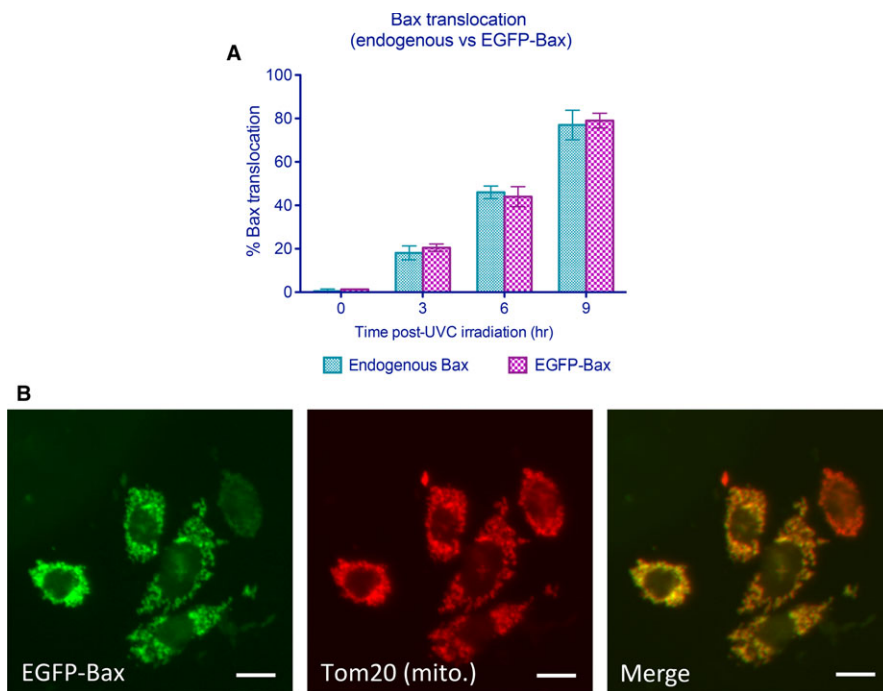 Bax translocation
(endogenous vs EGFP-Bax)
A
% Bax translocation
100
80
60
40
20
0
0 3 6 9
Time post-UVC irradiation (hr)
Endogenous Bax EGFP-Bax
B
EGFP-Bax Tom20 (mito.) Merge